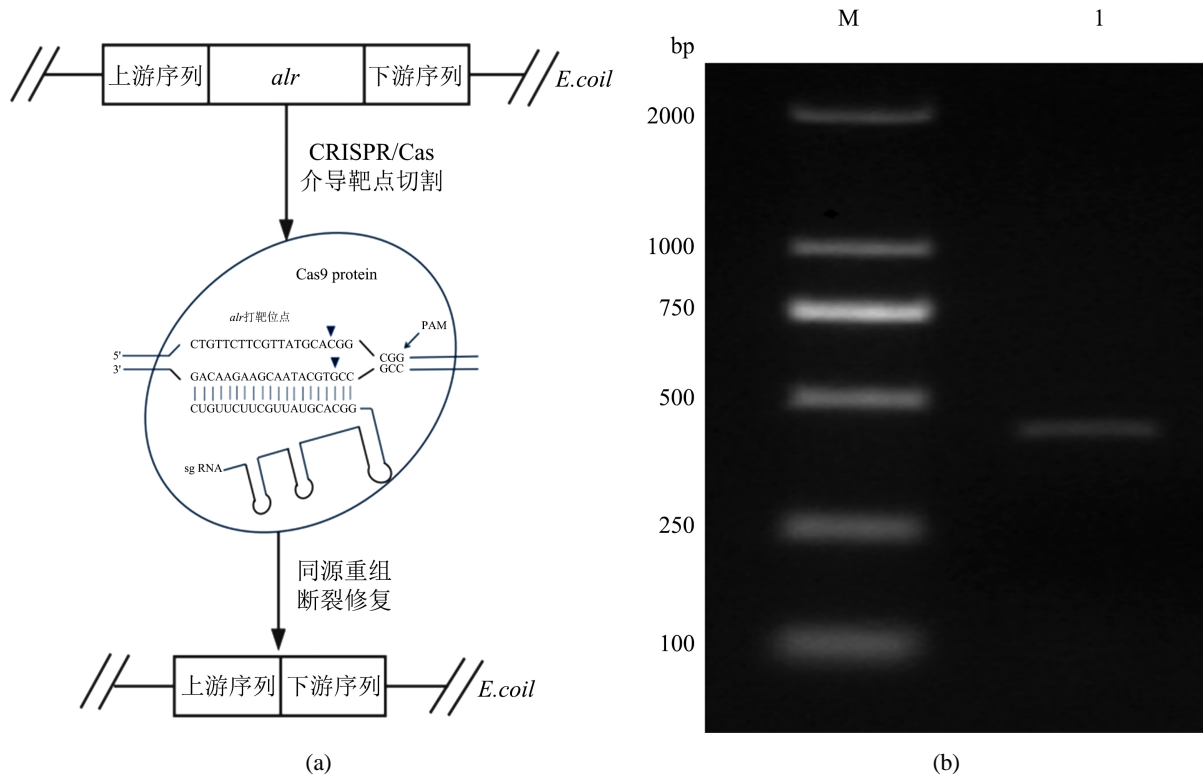 上游序列 alr 下游序列 E.coil
CRISPR/Cas
介导靶点切割
Cas9 protein
alr打靶位点
PAM
CTGTTCTTCGTTATGCACGG
5'
CGG
3'
GCC
GACAAGAAGCAATACGTGCC
CUGUUCUUCGUUAUGCACGG
sg RNA
同源重组
断裂修复
上游序列 下游序列 E.coil
(a)
M 1
bp
2000
1000
750
500
250
100
(b)